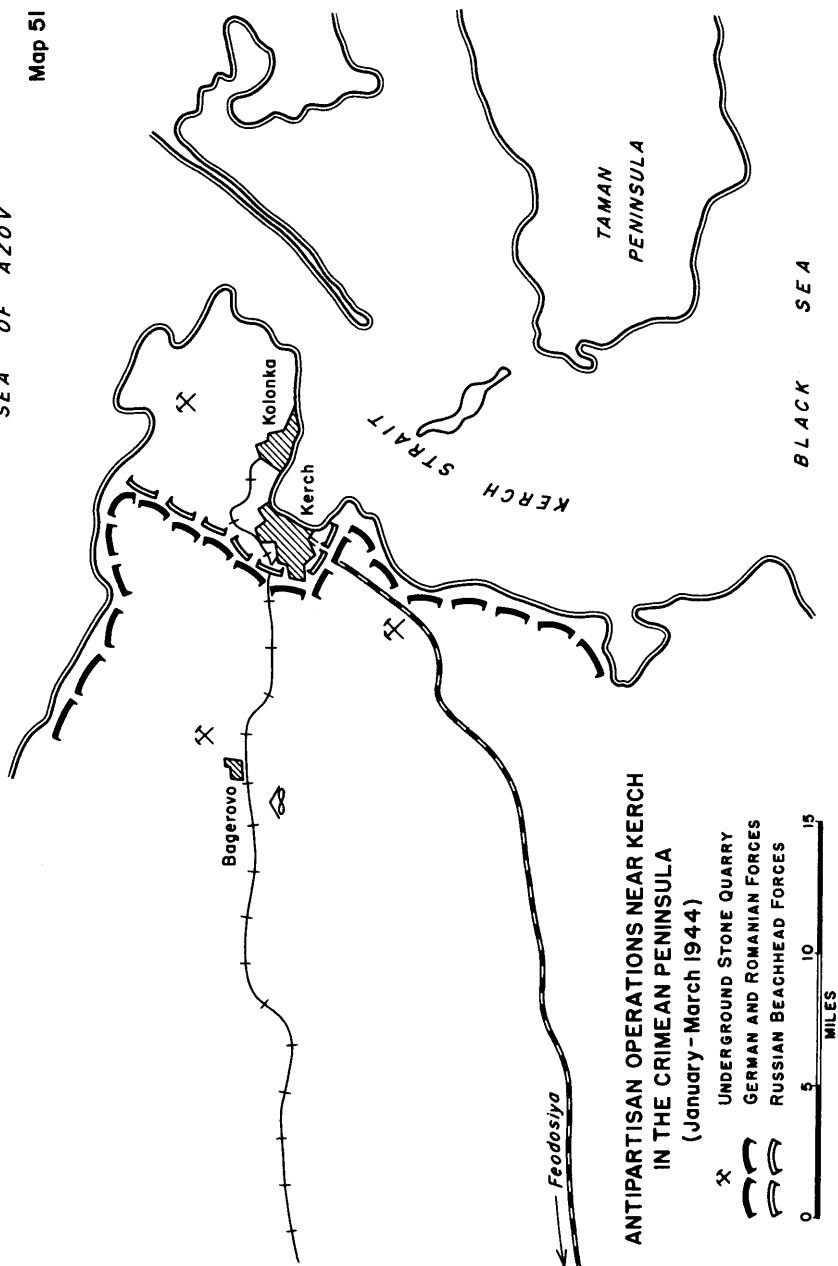 Map 51
SEA OF AZOV
TAMAN
PENINSULA
BLACK SEA
KERCH STRAIT
Kolonka
Kerch
Bagerovo
Feodosiya
ANTIPARTISAN OPERATIONS NEAR KERCH
IN THE CRIMEAN PENINSULA
(January-March 1944)
UNDERGROUND STONE QUARRY
GERMAN AND ROMANIAN FORCES
RUSSIAN BEACHHEAD FORCES
0 5 10 15
MILES